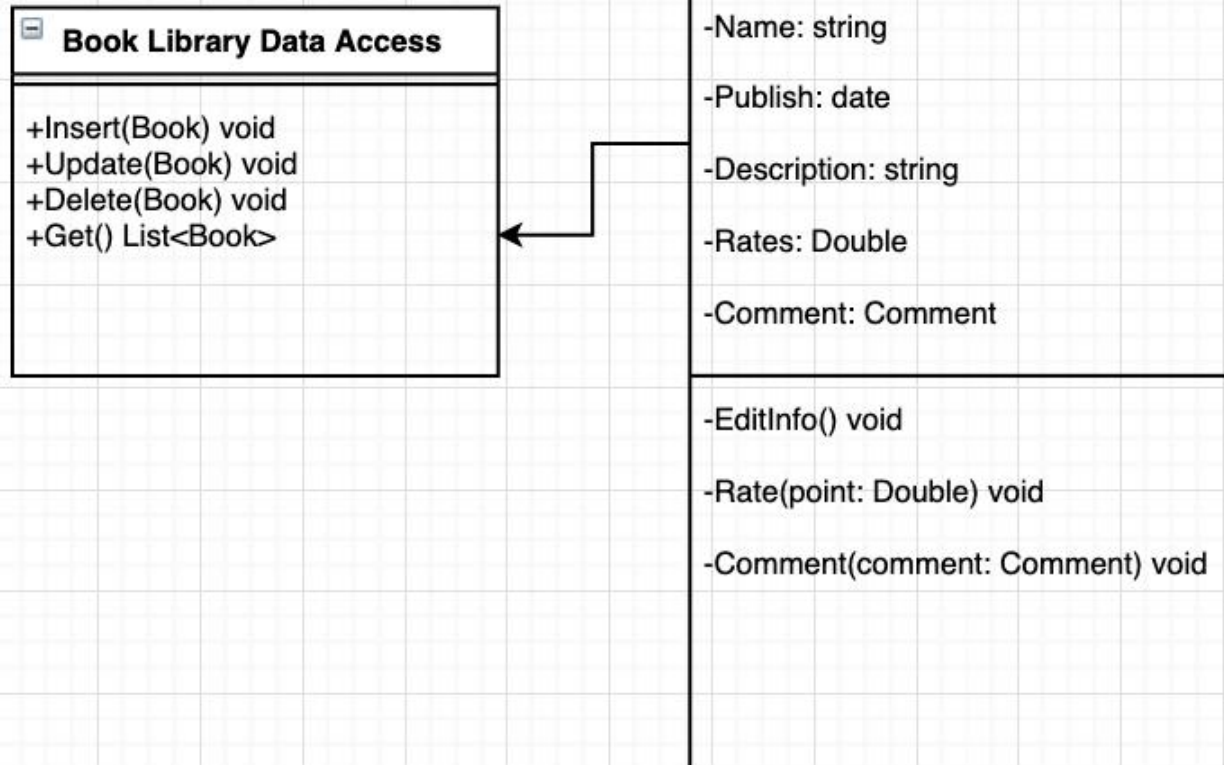 Book Library Data Access
+Insert(Book) void
+Update(Book) void
+Delete(Book) void
+Get() List<Book>
-Name: string
-Publish: date
-Description: string
-Rates: Double
-Comment: Comment
-EditInfo() void
-Rate(point: Double) void
-Comment(comment: Comment) void